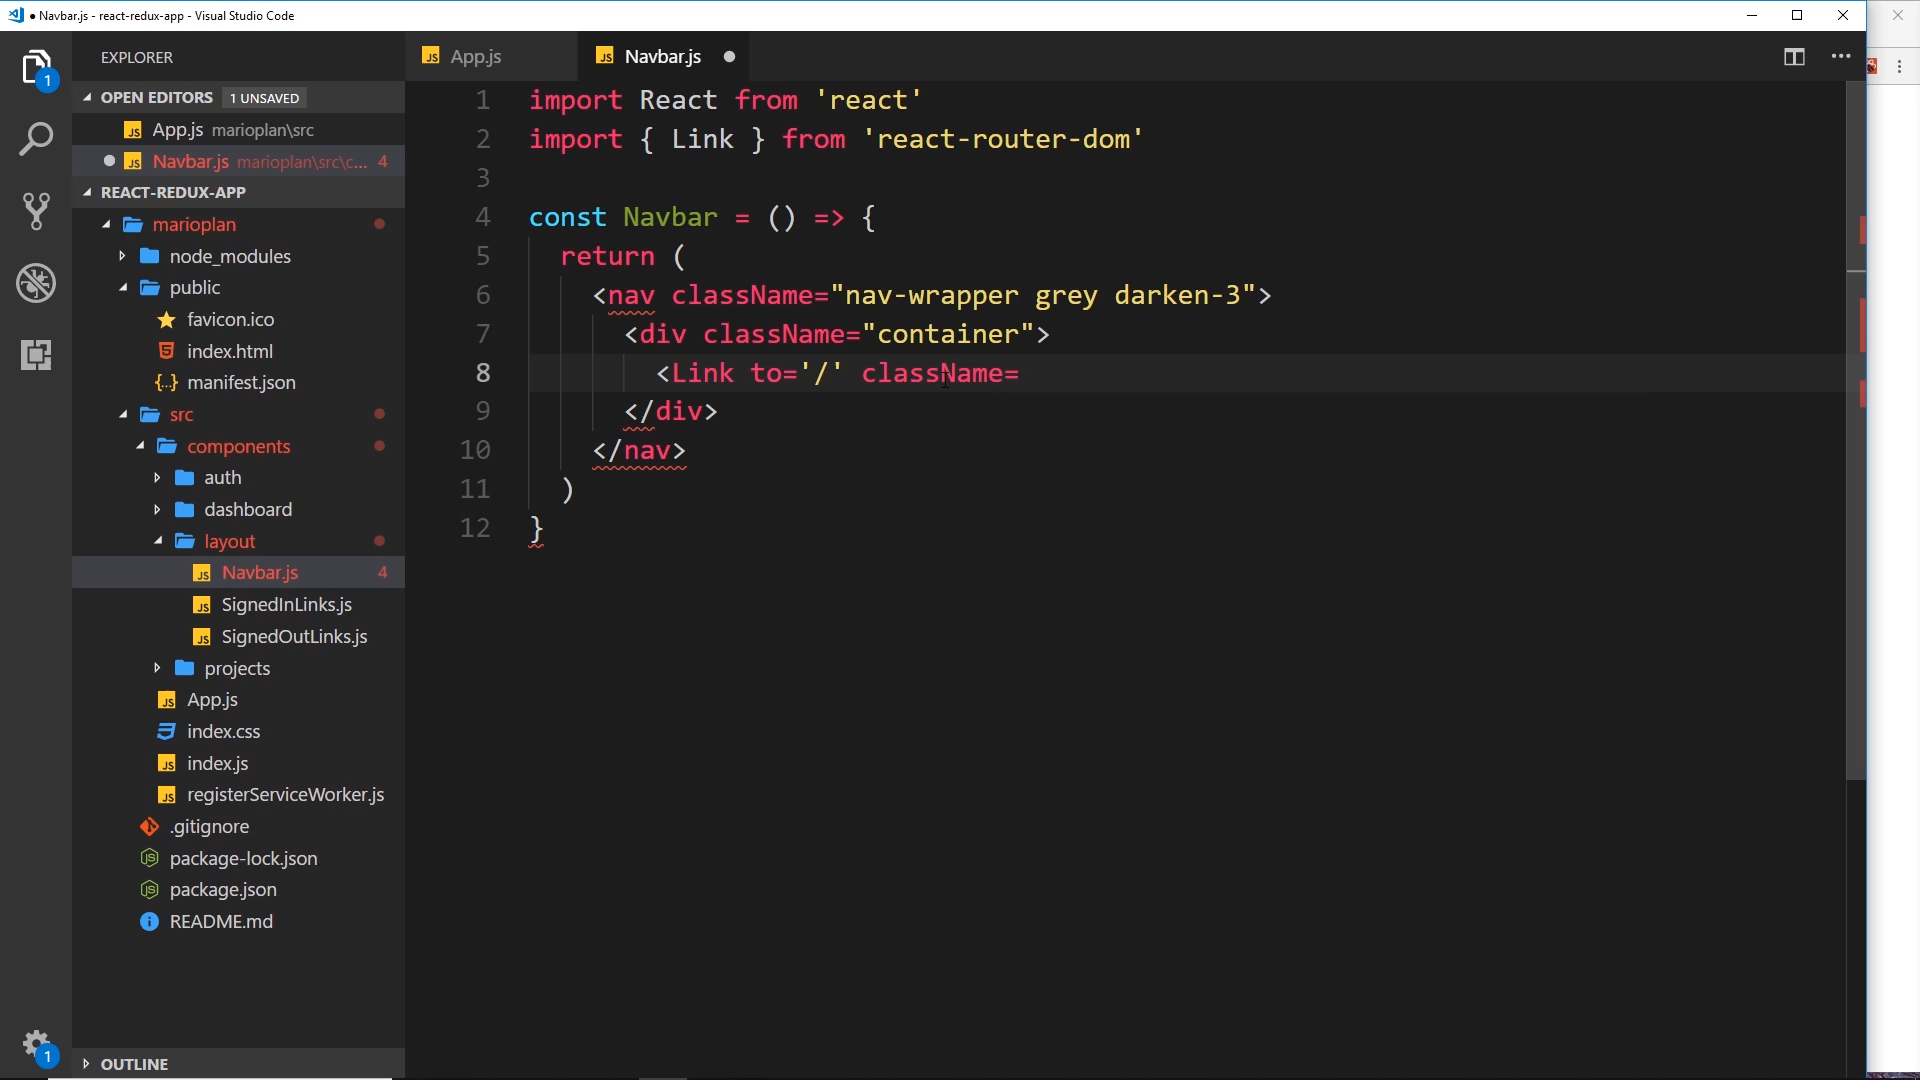 ● Navbar.js - react-redux-app - Visual Studio Code
EXPLORER
OPEN EDITORS 1 UNSAVED
App.js marioplan\src
Navbar.js marioplan\src\c... 4
REACT-REDUX-APP
marioplan
node_modules
public
favicon.ico
index.html
manifest.json
src
components
auth
dashboard
layout
Navbar.js 4
SignedInLinks.js
SignedOutLinks.js
projects
App.js
index.css
index.js
registerServiceWorker.js
.gitignore
package-lock.json
package.json
README.md
OUTLINE
1
1
App.js
Navbar.js
1 import React from 'react'
2 import { Link } from 'react-router-dom'
3
4 const Navbar = () => {
5 return (
6 <nav className="nav-wrapper grey darken-3">
7 <div className="container">
8 <Link to='/' className=
9 </div>
10 </nav>
11 )
12 }